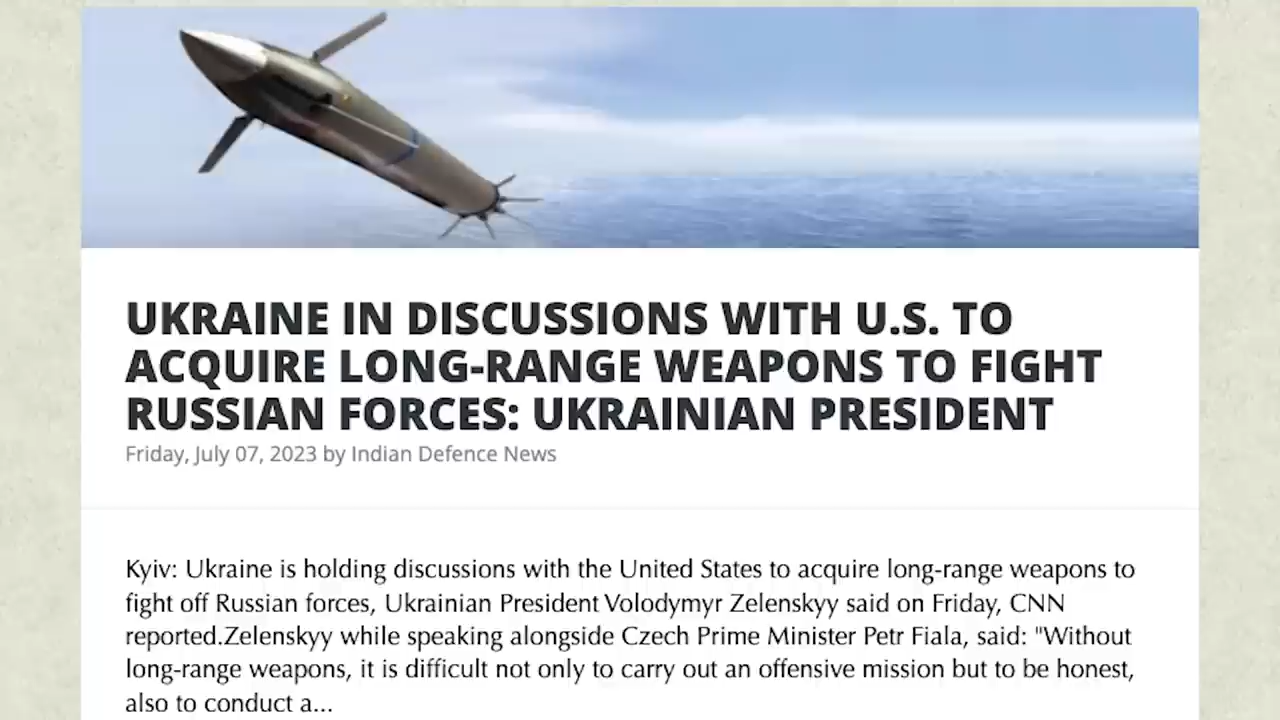 UKRAINE IN DISCUSSIONS WITH U.S. TO
ACQUIRE LONG-RANGE WEAPONS TO FIGHT
RUSSIAN FORCES: UKRAINIAN PRESIDENT
Friday, July 07, 2023 by Indian Defence News
Kyiv: Ukraine is holding discussions with the United States to acquire long-range weapons to
fight off Russian forces, Ukrainian President Volodymyr Zelenskyy said on Friday, CNN
reported.Zelenskyy while speaking alongside Czech Prime Minister Petr Fiala, said: "Without
long-range weapons, it is difficult not only to carry out an offensive mission but to be honest,
also to conduct a...